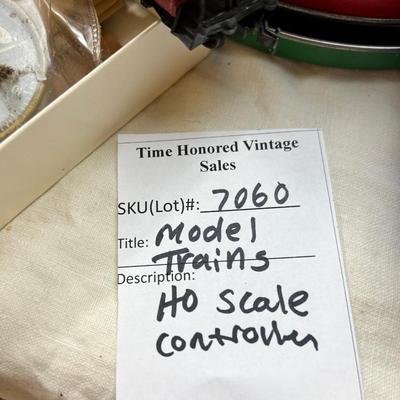 Time Honored Vintage
Sales
SKU(Lot)#: 7060
Title: Model
Trains
Description:
HO Scale
controller